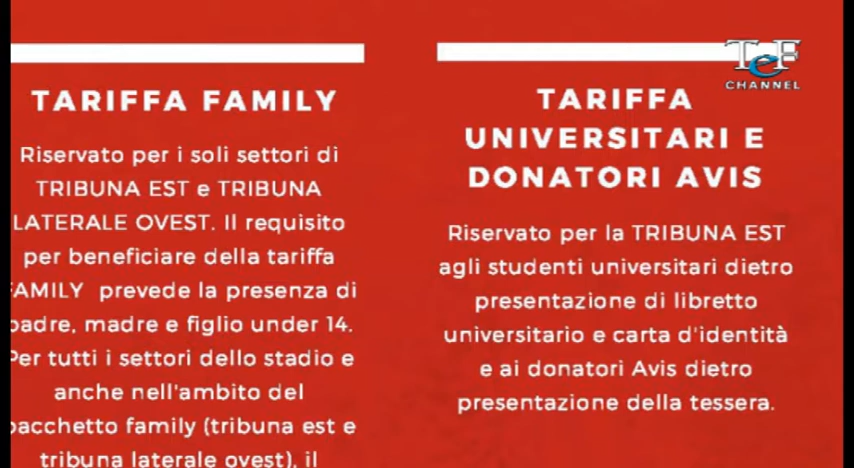 TARIFFA FAMILY
Riservato per i soli settori di
TRIBUNA EST e TRIBUNA
LATERALE OVEST. Il requisito
per beneficiare della tariffa
FAMILY prevede la presenza di
padre, madre e figlio under 14.
Per tutti i settori dello stadio e
anche nell'ambito del
pacchetto family (tribuna est e
tribuna laterale ovest), il
TARIFFA
UNIVERSITARI E
DONATORI AVIS
Riservato per la TRIBUNA EST
agli studenti universitari dietro
presentazione di libretto
universitario e carta d'identità
e ai donatori Avis dietro
presentazione della tessera.
TeF
CHANNEL